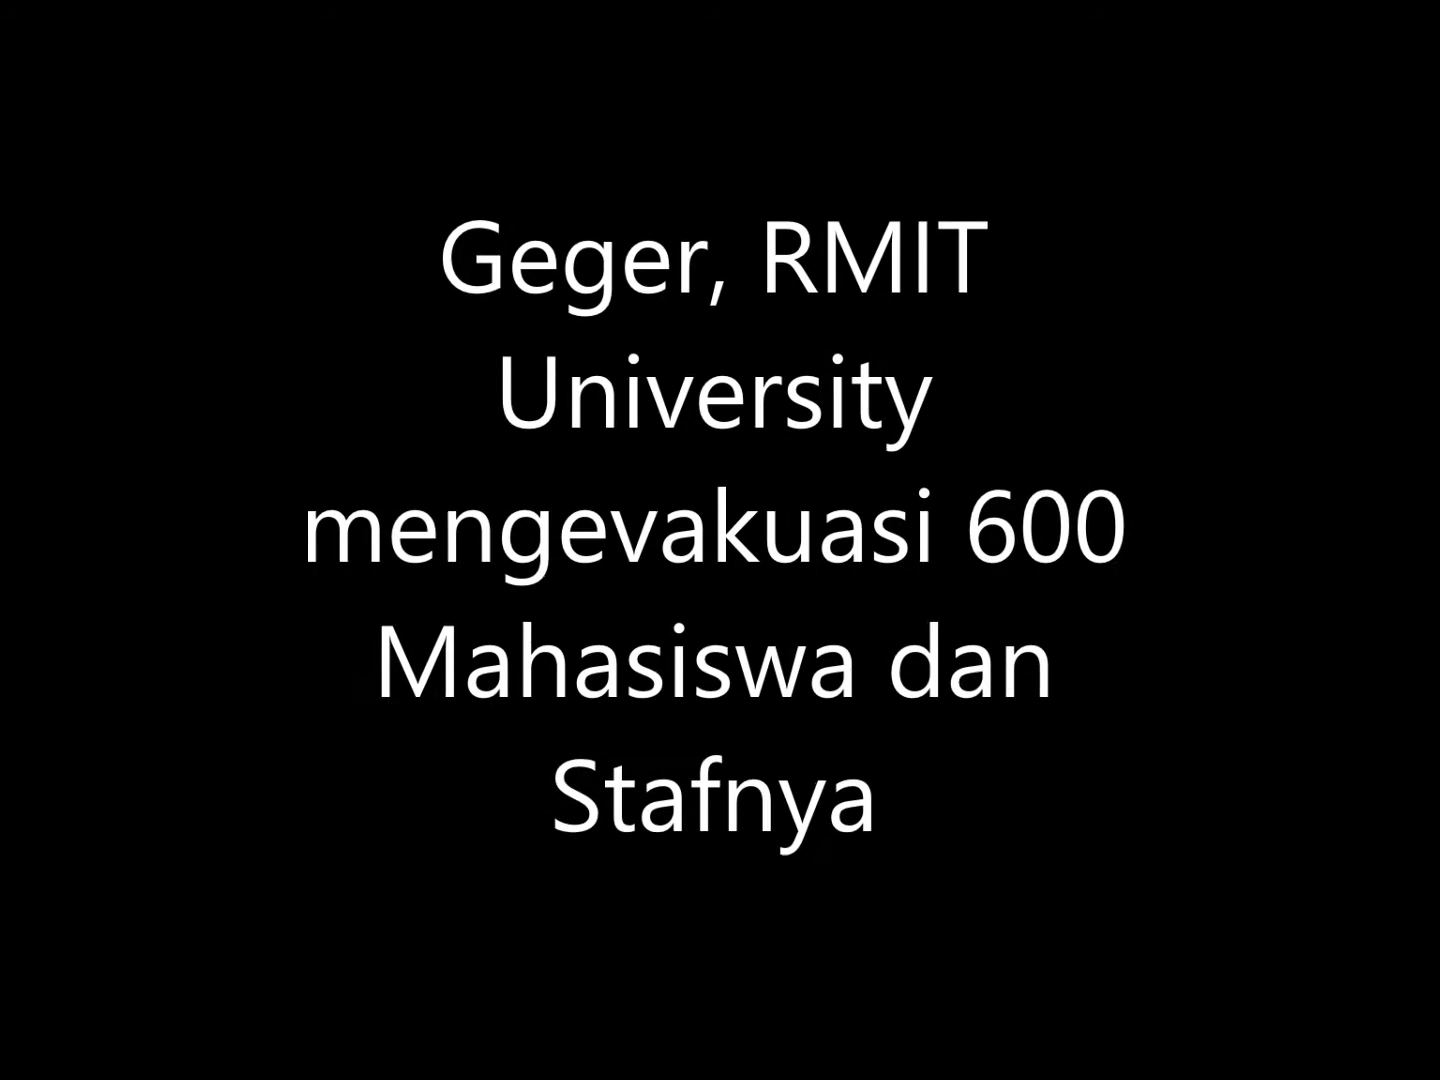 Geger, RMIT
University
mengevakuasi 600
Mahasiswa dan
Stafnya